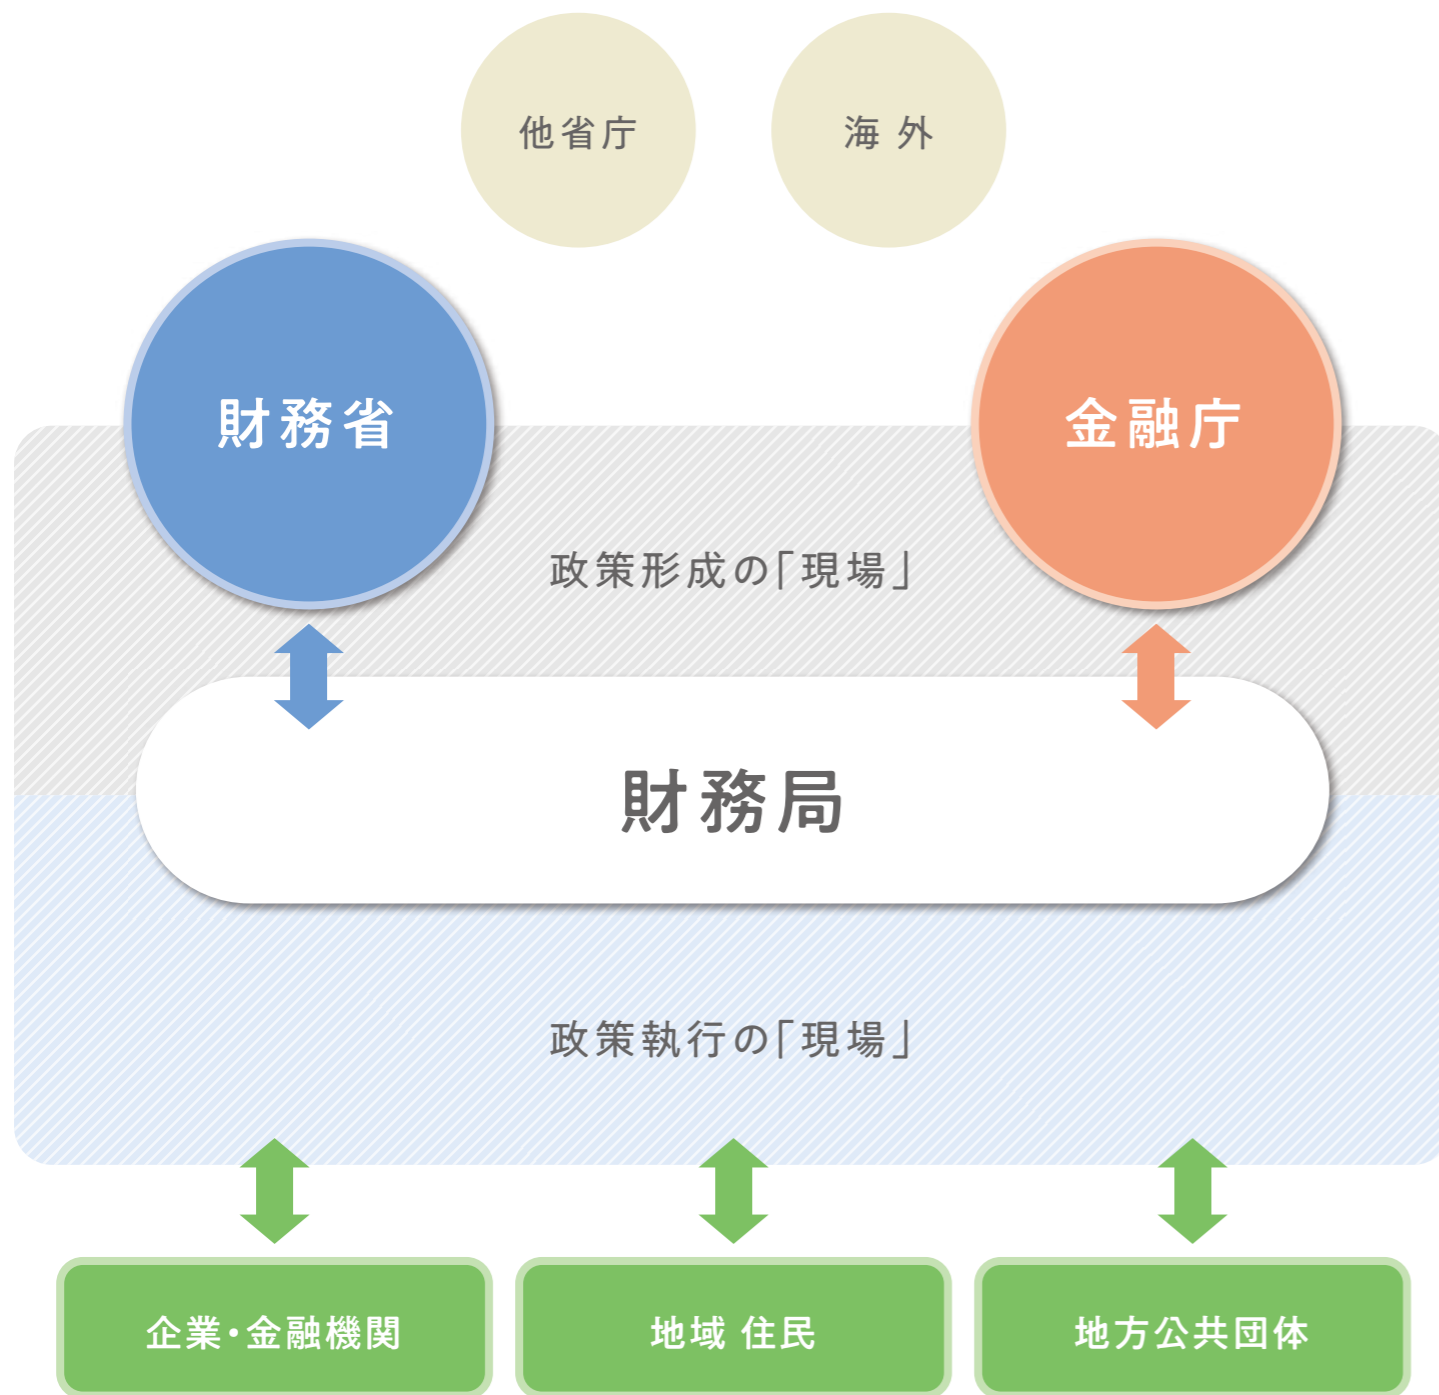 他省庁
海外
財務省
金融庁
政策形成の「現場」
財務局
政策執行の「現場」
企業・金融機関
地域 住民
地方公共団体